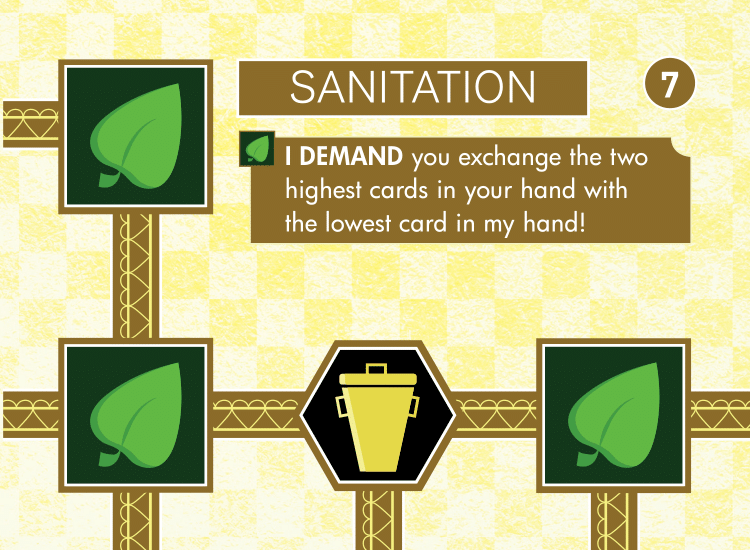 SANITATION
7
I DEMAND you exchange the two
highest cards in your hand with
the lowest card in my hand!